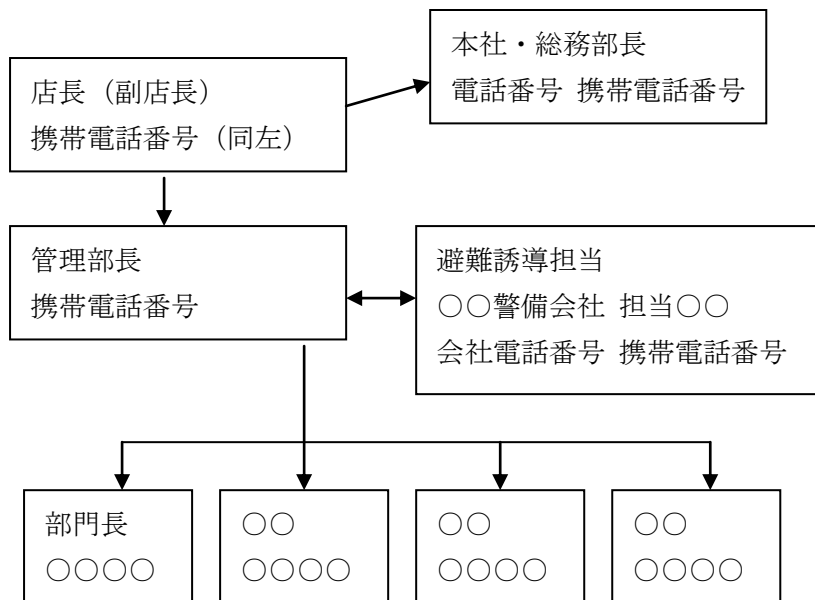 本社・総務部長
電話番号 携帯電話番号
店長（副店長）
携帯電話番号（同左）
管理部長
携帯電話番号
避難誘導担当
○○警備会社 担当○○
会社電話番号 携帯電話番号
部門長
○○○○
○○
○○○○
○○
○○○○
○○
○○○○